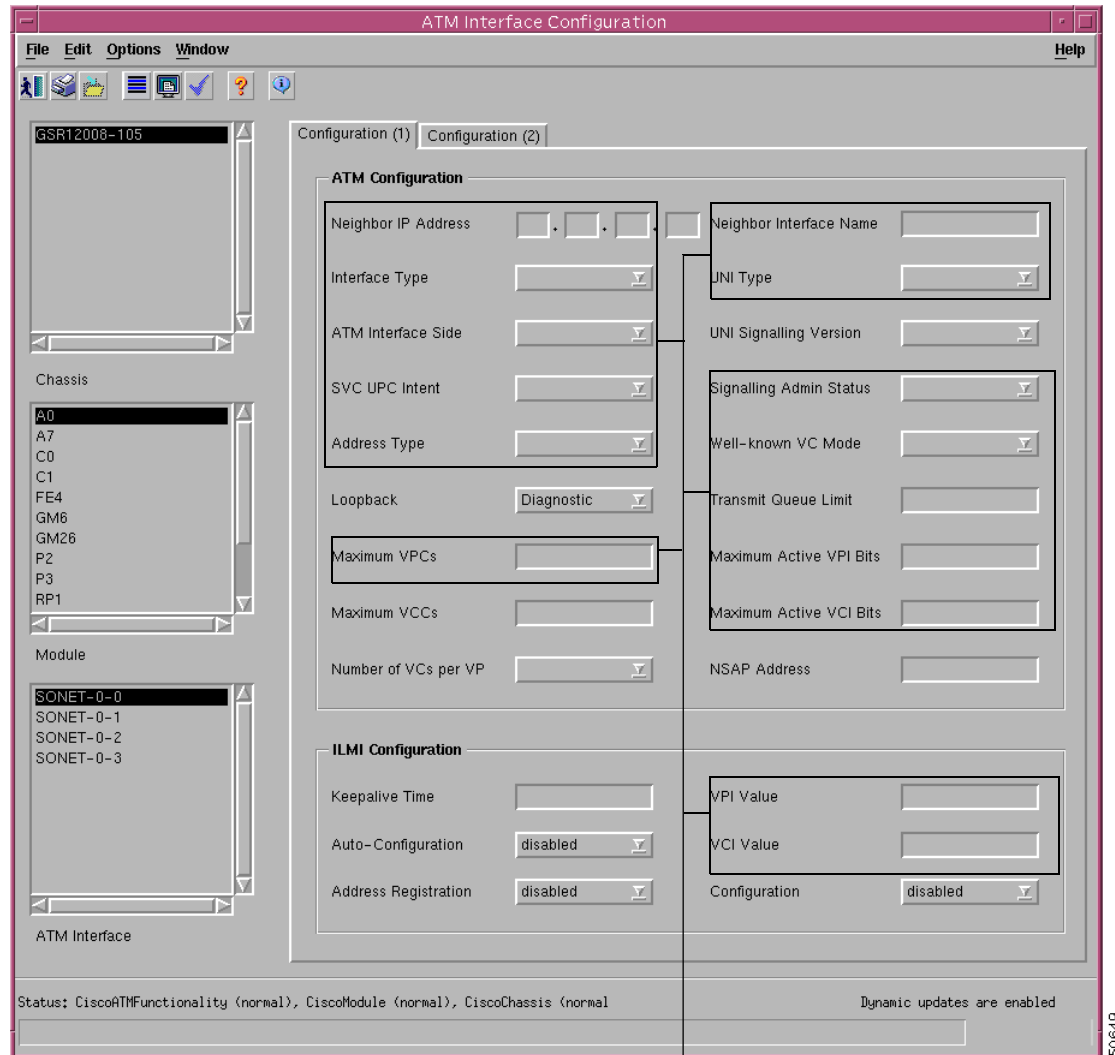 ATM Interface Configuration
File Edit Options Window Help
GSR12008-105
Chassis
A0
A7
C0
C1
FE4
GM6
GM26
P2
P3
RP1
Module
SONET-0-0
SONET-0-1
SONET-0-2
SONET-0-3
ATM Interface
Configuration (1) Configuration (2)
ATM Configuration
Neighbor IP Address . . . Neighbor Interface Name
Interface Type UNI Type
ATM Interface Side UNI Signalling Version
SVC UPC Intent Signalling Admin Status
Address Type Well-known VC Mode
Loopback Diagnostic Transmit Queue Limit
Maximum VPCs Maximum Active VPI Bits
Maximum VCCs Maximum Active VCI Bits
Number of VCs per VP NSAP Address
ILMI Configuration
Keepalive Time VPI Value
Auto-Configuration disabled VCI Value
Address Registration disabled Configuration disabled
Status: CiscoATMFunctionality (normal), CiscoModule (normal), CiscoChassis (normal Dynamic updates are enabled
50649